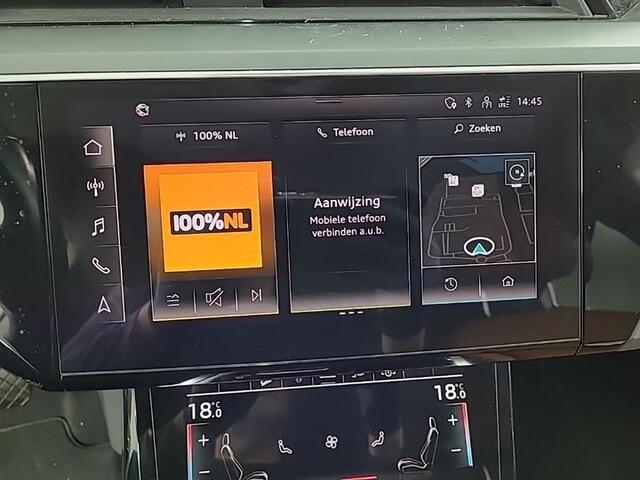 14:45
100% NL
Telefoon
Zoeken
100%NL
Aanwijzing
Mobiele telefoon
verbinden a.u.b.
18.0 °C
18.0 °C